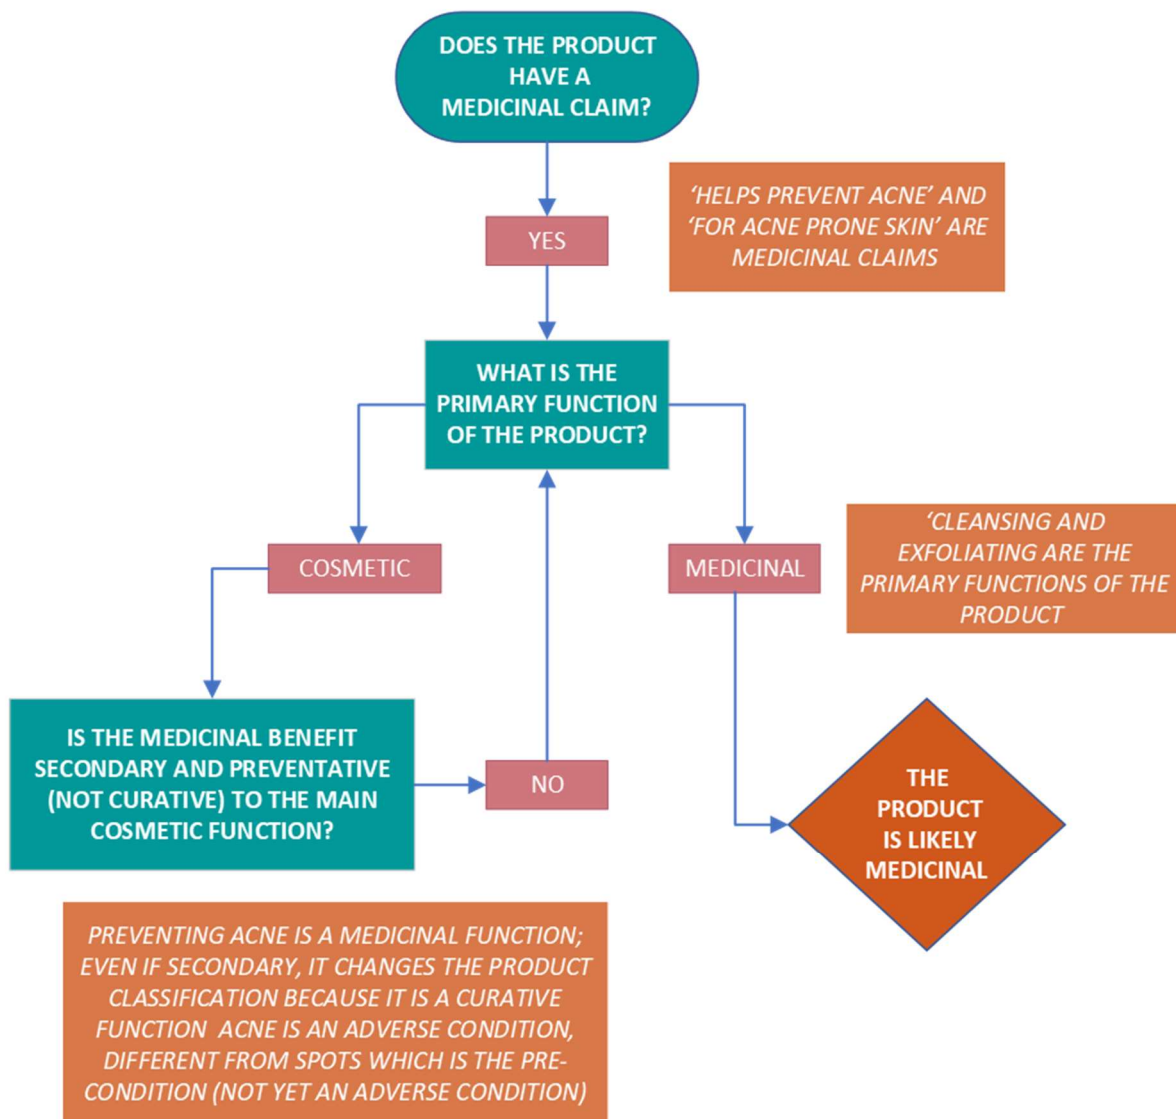 DOES THE PRODUCT
HAVE A
MEDICINAL CLAIM?
‘HELPS PREVENT ACNE’ AND
‘FOR ACNE PRONE SKIN’ ARE
MEDICINAL CLAIMS
YES
WHAT IS THE
PRIMARY FUNCTION
OF THE PRODUCT?
COSMETIC
MEDICINAL
‘CLEANSING AND
EXFOLIATING ARE THE
PRIMARY FUNCTIONS OF THE
PRODUCT
IS THE MEDICINAL BENEFIT
SECONDARY AND PREVENTATIVE
(NOT CURATIVE) TO THE MAIN
COSMETIC FUNCTION?
NO
THE
PRODUCT
IS LIKELY
MEDICINAL
PREVENTING ACNE IS A MEDICINAL FUNCTION;
EVEN IF SECONDARY, IT CHANGES THE PRODUCT
CLASSIFICATION BECAUSE IT IS A CURATIVE
FUNCTION  ACNE IS AN ADVERSE CONDITION,
DIFFERENT FROM SPOTS WHICH IS THE PRE-
CONDITION (NOT YET AN ADVERSE CONDITION)